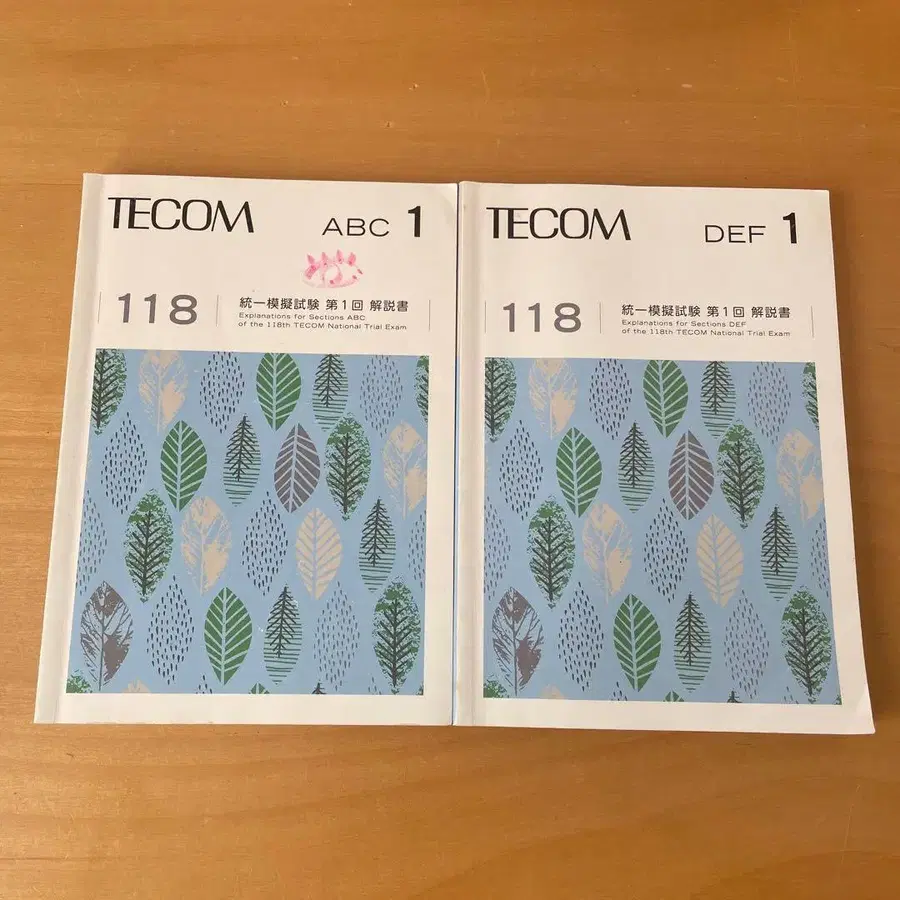 TECOM
ABC 1
118
統一模擬試験 第1回 解説書
Explanations for Sections ABC
of the 118th TECOM National Trial Exam
TECOM
DEF 1
118
統一模擬試験 第1回 解説書
Explanations for Sections DEF
of the 118th TECOM National Trial Exam